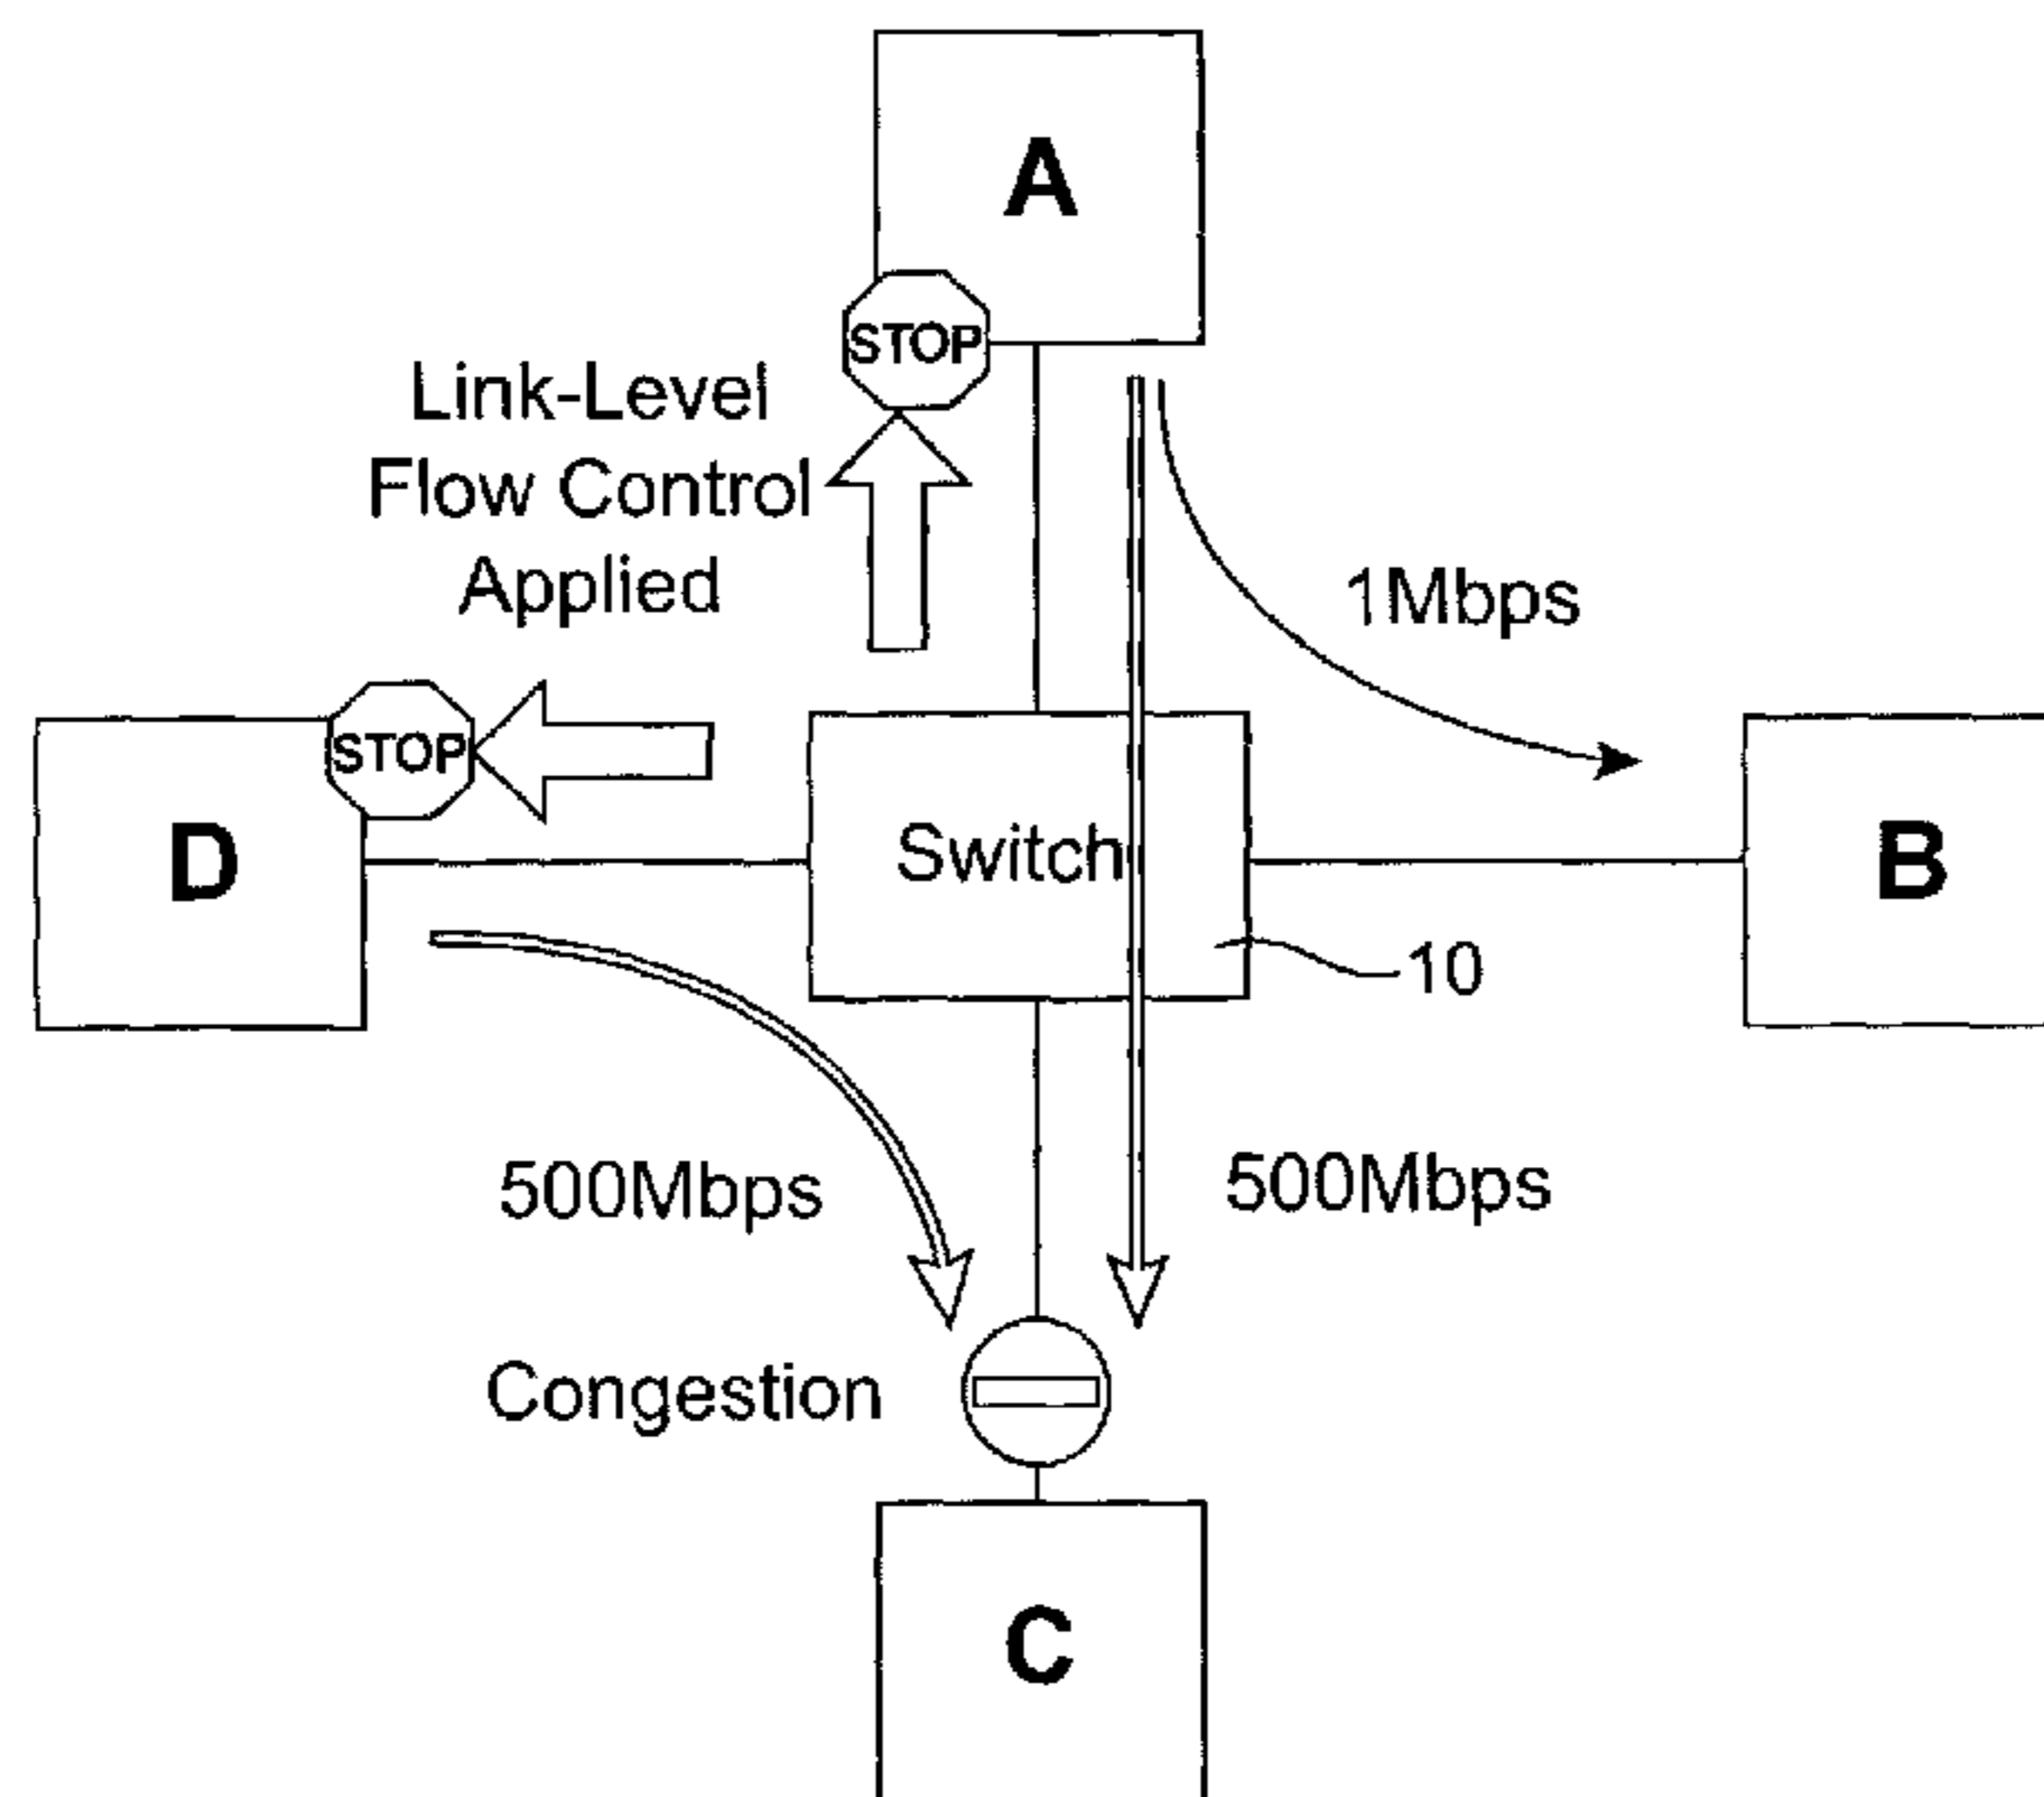 A
STOP
Link-Level
Flow Control
Applied
1Mbps
STOP
D
Switch
B
10
500Mbps
500Mbps
Congestion
C